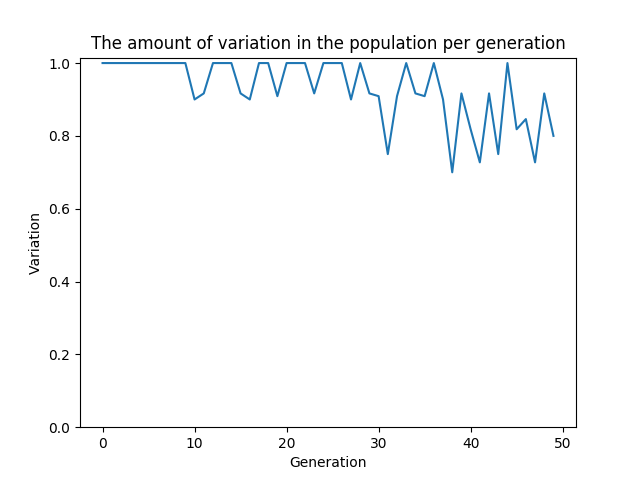 The amount of variation in the population per generation
1.0
0.8
0.6
0.4
0.2
0.0
Variation
0 10 20 30 40 50
Generation